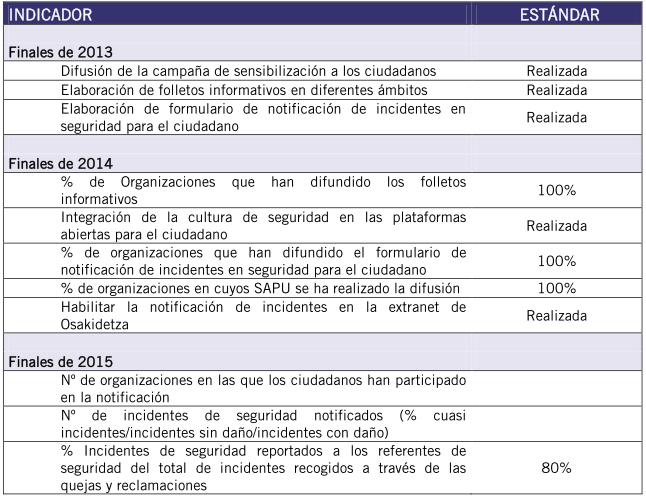 INDICADOR ESTÁNDAR
Finales de 2013
Difusión de la campaña de sensibilización a los ciudadanos Realizada
Elaboración de folletos informativos en diferentes ámbitos Realizada
Elaboración de formulario de notificación de incidentes en
seguridad para el ciudadano Realizada
Finales de 2014
% de Organizaciones que han difundido los folletos
informativos 100%
Integración de la cultura de seguridad en las plataformas
abiertas para el ciudadano Realizada
% de organizaciones que han difundido el formulario de
notificación de incidentes en seguridad para el ciudadano 100%
% de organizaciones en cuyos SAPU se ha realizado la difusión 100%
Habilitar la notificación de incidentes en la extranet de
Osakidetza Realizada
Finales de 2015
Nº de organizaciones en las que los ciudadanos han participado
en la notificación
Nº de incidentes de seguridad notificados (% cuasi
incidentes/incidentes sin daño/incidentes con daño)
% Incidentes de seguridad reportados a los referentes de
seguridad del total de incidentes recogidos a través de las 80%
quejas y reclamaciones